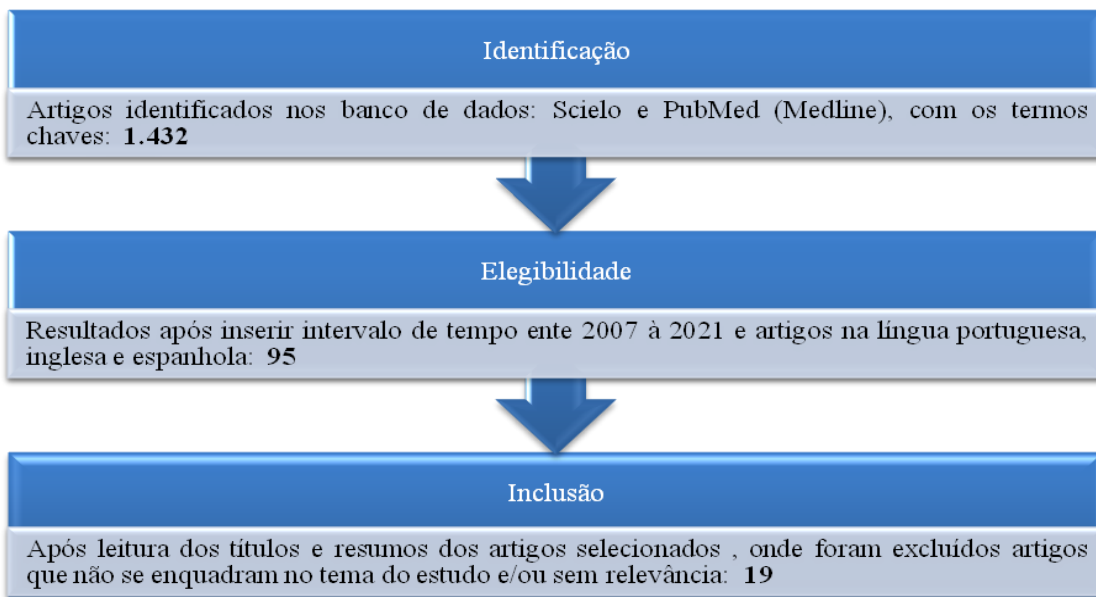 Identificação
Artigos identificados nos banco de dados: Scielo e PubMed (Medline), com os termos
chaves: 1.432
Elegibilidade
Resultados após inserir intervalo de tempo ente 2007 à 2021 e artigos na língua portuguesa,
inglesa e espanhola: 95
Inclusão
Após leitura dos títulos e resumos dos artigos selecionados , onde foram excluídos artigos
que não se enquadram no tema do estudo e/ou sem relevância: 19